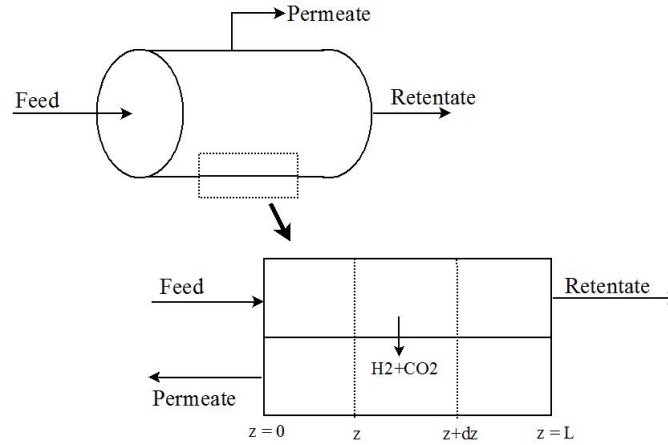 Permeate
Feed
Retentate
Feed
Retentate
H2+CO2
Permeate
z = 0
z
z+dz
z = L